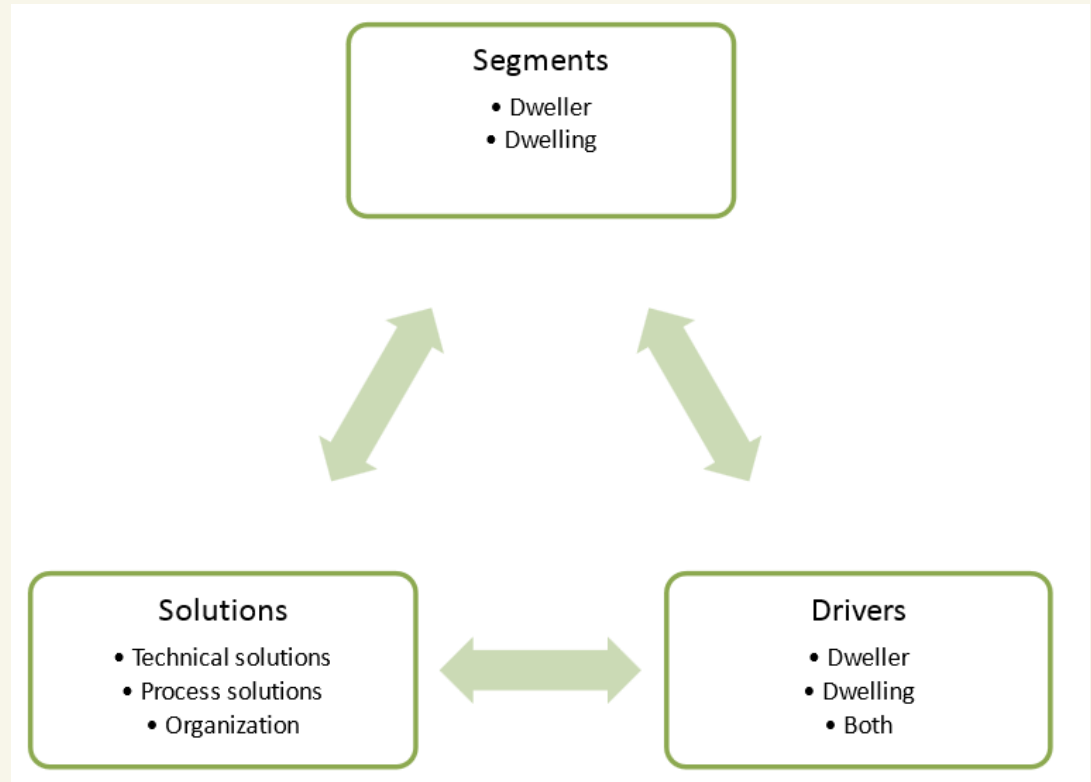 Segments
• Dweller
• Dwelling
Solutions
• Technical solutions
• Process solutions
• Organization
Drivers
• Dweller
• Dwelling
• Both